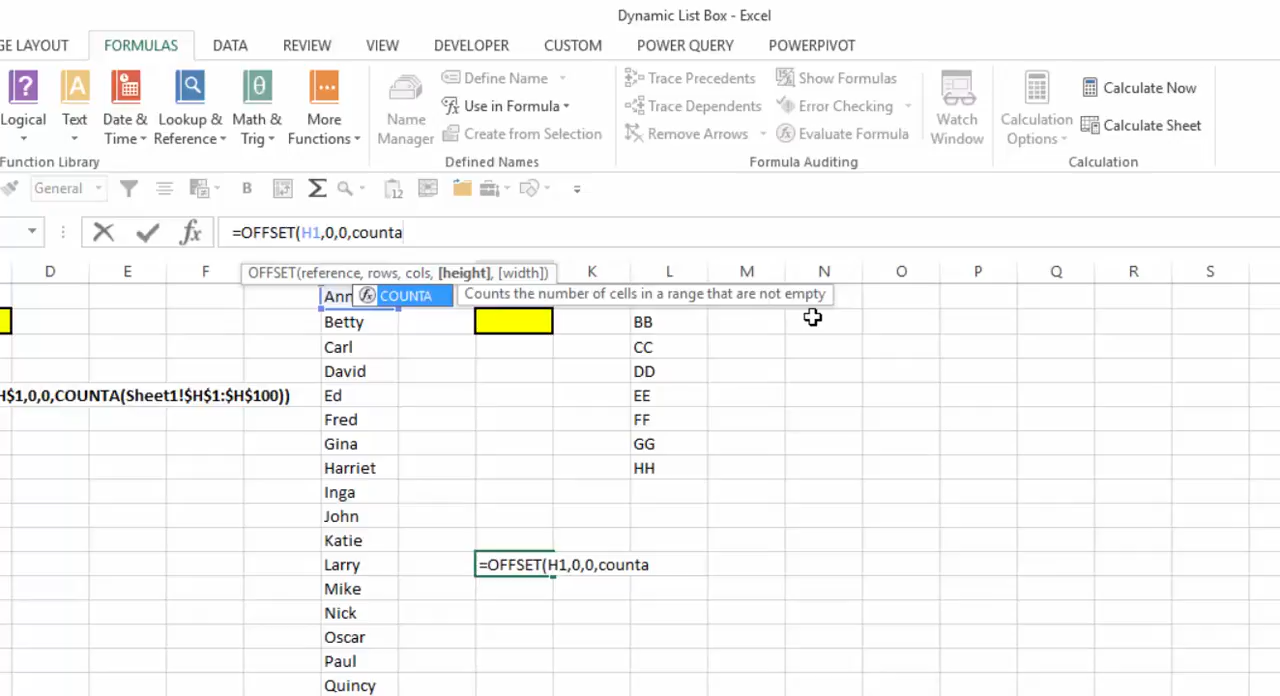 Dynamic List Box - Excel
GE LAYOUT FORMULAS DATA REVIEW VIEW DEVELOPER CUSTOM POWER QUERY POWERPIVOT
Logical
Text
Date & Time
Lookup & Reference
Math & Trig
More Functions
Function Library
Name Manager
Define Name
Use in Formula
Create from Selection
Defined Names
Trace Precedents
Trace Dependents
Remove Arrows
Show Formulas
Error Checking
Evaluate Formula
Formula Auditing
Watch Window
Calculation Options
Calculate Now
Calculate Sheet
Calculation
General B Σ 12
fx =OFFSET(H1,0,0,counta
D E F K L M N O P Q R S
OFFSET(reference, rows, cols, [height], [width])
Ann COUNTA Counts the number of cells in a range that are not empty
Betty BB
Carl CC
David DD
H$1,0,0,COUNTA(Sheet1!$H$1:$H$100)) Ed EE
Fred FF
Gina GG
Harriet HH
Inga
John
Katie
Larry =OFFSET(H1,0,0,counta
Mike
Nick
Oscar
Paul
Quincy